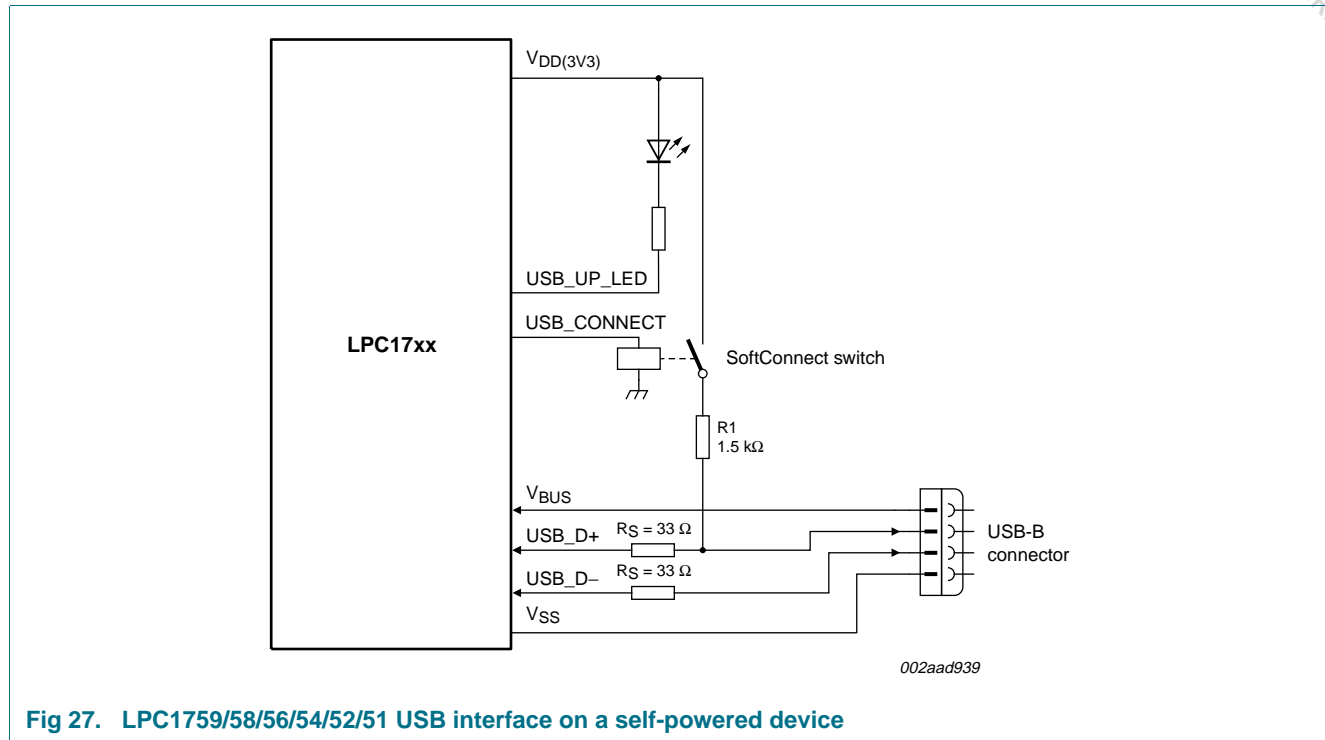 VDD(3V3)
USB_UP_LED
USB_CONNECT
LPC17xx
SoftConnect switch
R1
1.5 kΩ
VBUS
USB_D+
RS = 33 Ω
USB_D−
RS = 33 Ω
VSS
USB-B
connector
002aad939
Fig 27. LPC1759/58/56/54/52/51 USB interface on a self-powered device